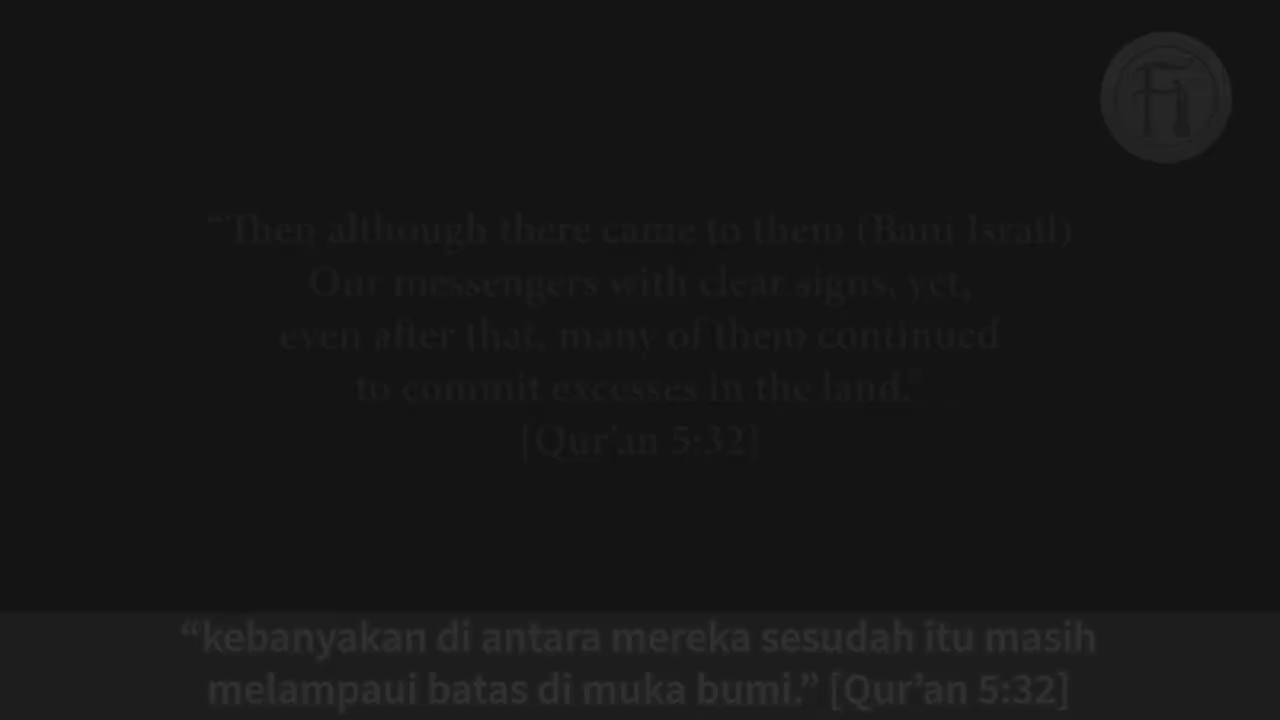 “Then although there came to them (Bani Israil)
Our messengers with clear signs, yet,
even after that, many of them continued
to commit excesses in the land.”
[Qur’an 5:32]
“kebanyakan di antara mereka sesudah itu masih
melampaui batas di muka bumi.” [Qur’an 5:32]